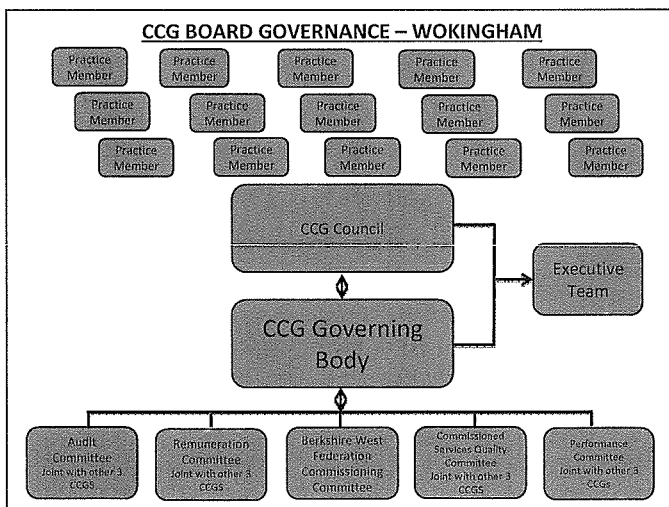 CCG BOARD GOVERNANCE – WOKINGHAM
Practice
Member
Practice
Member
Practice
Member
Practice
Member
Practice
Member
Practice
Member
Practice
Member
Practice
Member
Practice
Member
Practice
Member
Practice
Member
Practice
Member
Practice
Member
Practice
Member
Practice
Member
CCG Council
Executive
Team
CCG Governing
Body
Audit
Committee
Joint with other 3
CCGS
Remuneration
Committee
Joint with other 3
CCGS
Berkshire West
Federation
Commissioning
Committee
Commissioned
Services Quality
Committee
Joint with other 3
CCGS
Performance
Committee
Joint with other 3
CCGs